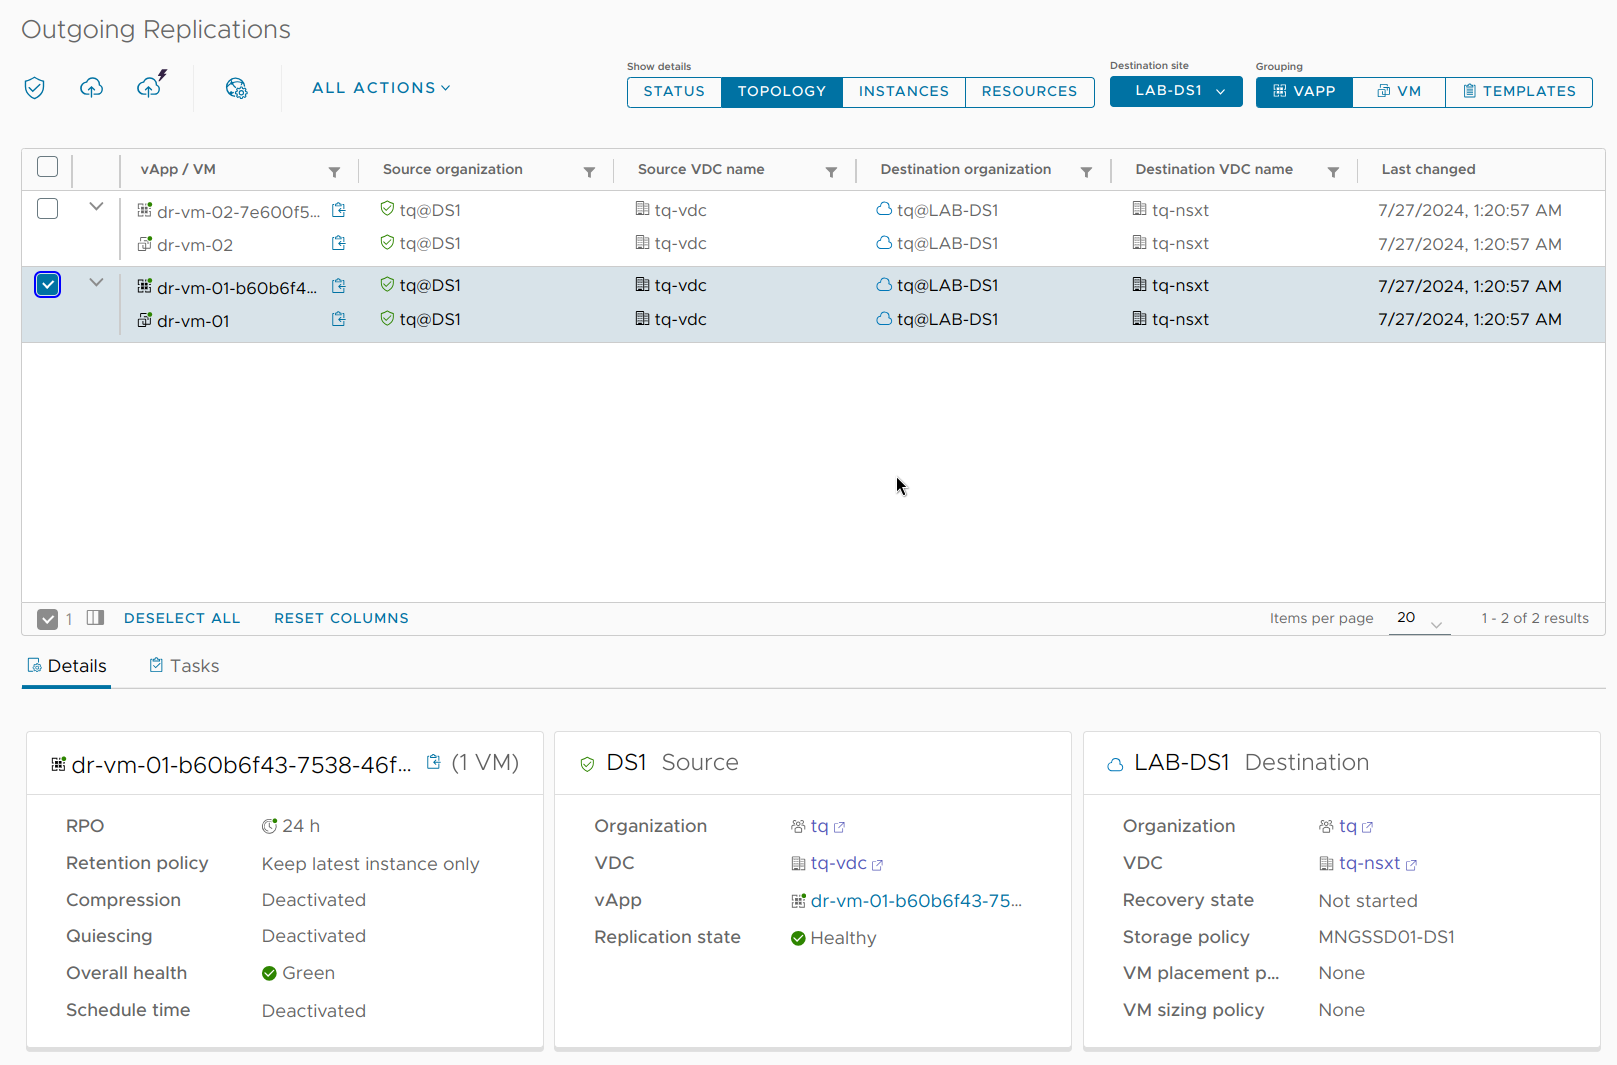 Outgoing Replications
ALL ACTIONS
Show details
STATUS TOPOLOGY INSTANCES RESOURCES
Destination site
LAB-DS1
Grouping
VAPP VM TEMPLATES
vApp / VM Source organization Source VDC name Destination organization Destination VDC name Last changed
dr-vm-02-7e600f5... tq@DS1 tq-vdc tq@LAB-DS1 tq-nsxt 7/27/2024, 1:20:57 AM
dr-vm-02 tq@DS1 tq-vdc tq@LAB-DS1 tq-nsxt 7/27/2024, 1:20:57 AM
dr-vm-01-b60b6f4... tq@DS1 tq-vdc tq@LAB-DS1 tq-nsxt 7/27/2024, 1:20:57 AM
dr-vm-01 tq@DS1 tq-vdc tq@LAB-DS1 tq-nsxt 7/27/2024, 1:20:57 AM
1 DESELECT ALL RESET COLUMNS Items per page 20 1 - 2 of 2 results
Details Tasks
dr-vm-01-b60b6f43-7538-46f... (1 VM)
RPO 24 h
Retention policy Keep latest instance only
Compression Deactivated
Quiescing Deactivated
Overall health Green
Schedule time Deactivated
DS1 Source
Organization tq
VDC tq-vdc
vApp dr-vm-01-b60b6f43-75...
Replication state Healthy
LAB-DS1 Destination
Organization tq
VDC tq-nsxt
Recovery state Not started
Storage policy MNGSSD01-DS1
VM placement p... None
VM sizing policy None